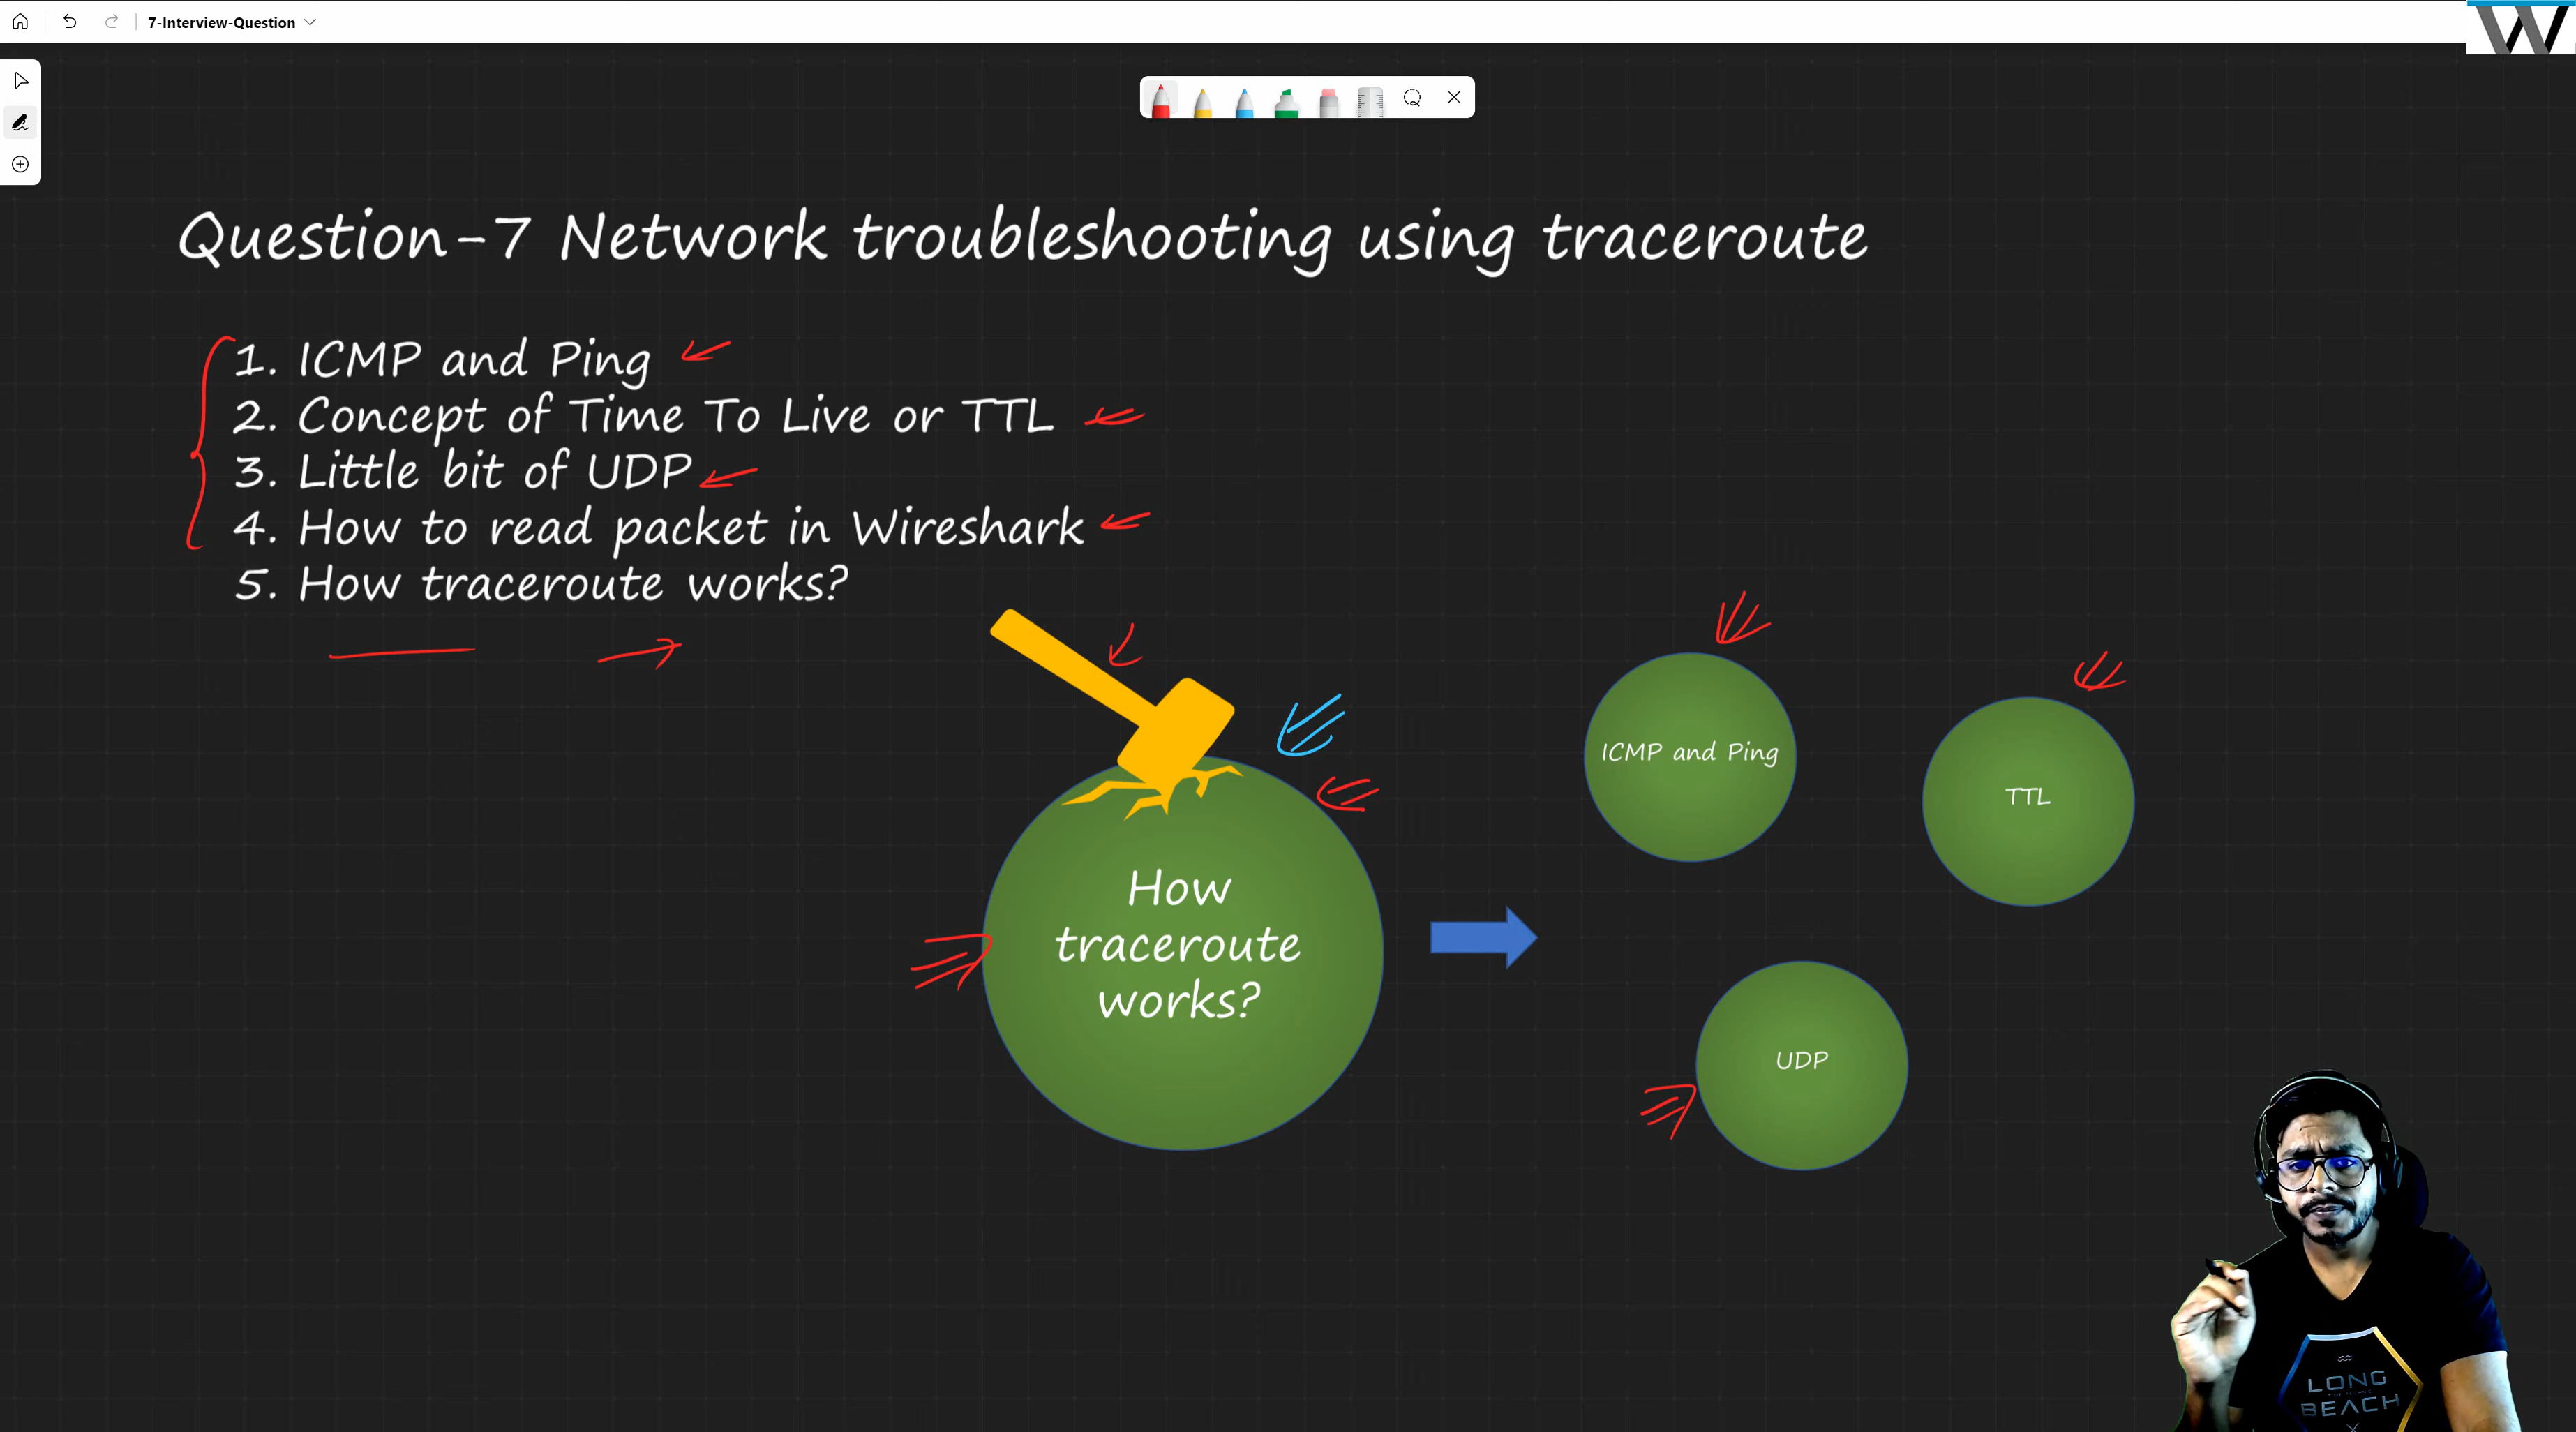 7-Interview-Question
W
Question-7 Network troubleshooting using traceroute
1. ICMP and Ping
2. Concept of Time To Live or TTL
3. Little bit of UDP
4. How to read packet in Wireshark
5. How traceroute works?
How
traceroute
works?
ICMP and Ping
TTL
UDP
LONG
BEACH